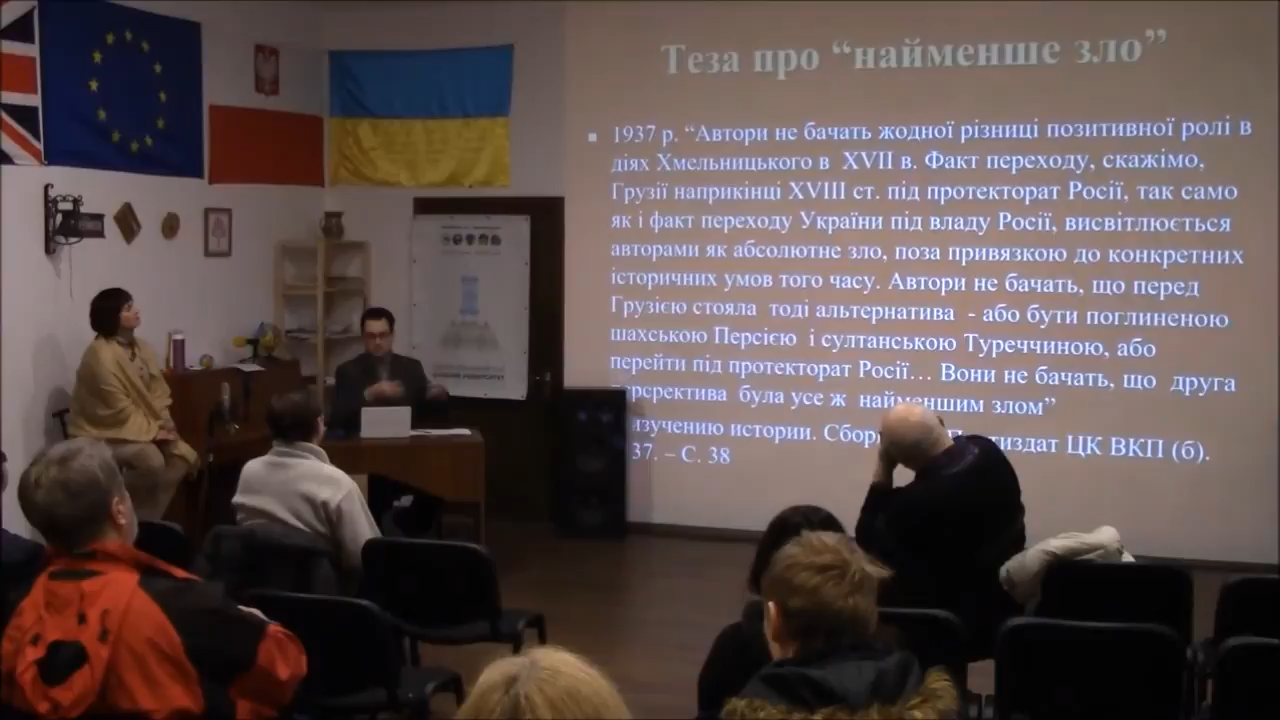 Теза про “найменше зло”
1937 р. “Автори не бачать жодної різниці позитивної ролі в
діях Хмельницького в XVII в. Факт переходу, скажімо,
Грузії наприкінці XVIII ст. під протекторат Росії, так само
як і факт переходу України під владу Росії, висвітлюється
авторами як абсолютне зло, поза привязкою до конкретних
історичних умов того часу. Автори не бачать, що перед
Грузією стояла тоді альтернатива - або бути поглиненою
шахською Персією і султанською Туреччиною, або
перейти під протекторат Росії… Вони не бачать, що друга
була усе ж найменшим злом”
изучению истории. ЦК ВКП (б).
37. – С. 38